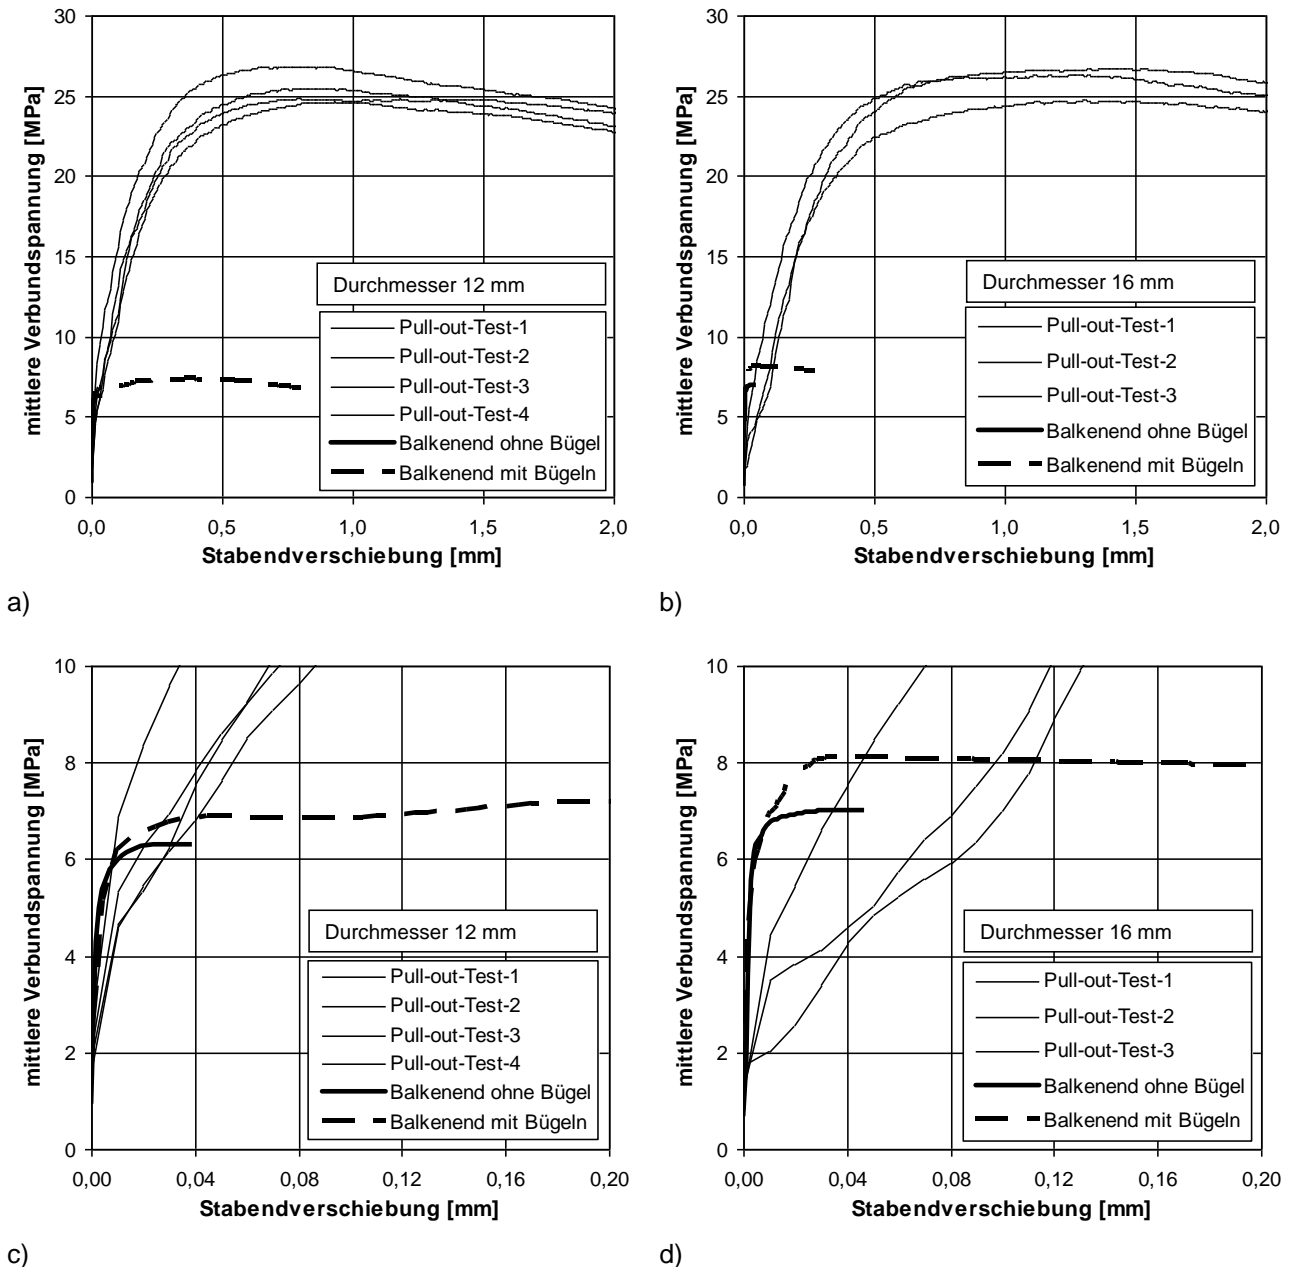 mittlere Verbundspannung [MPa]
30
25
20
15
10
5
0
Durchmesser 12 mm
Pull-out-Test-1
Pull-out-Test-2
Pull-out-Test-3
Pull-out-Test-4
Balkenend ohne Bügel
Balkenend mit Bügeln
0,0 0,5 1,0 1,5 2,0
Stabendverschiebung [mm]
a)
mittlere Verbundspannung [MPa]
30
25
20
15
10
5
0
Durchmesser 16 mm
Pull-out-Test-1
Pull-out-Test-2
Pull-out-Test-3
Balkenend ohne Bügel
Balkenend mit Bügeln
0,0 0,5 1,0 1,5 2,0
Stabendverschiebung [mm]
b)
mittlere Verbundspannung [MPa]
10
8
6
4
2
0
Durchmesser 12 mm
Pull-out-Test-1
Pull-out-Test-2
Pull-out-Test-3
Pull-out-Test-4
Balkenend ohne Bügel
Balkenend mit Bügeln
0,00 0,04 0,08 0,12 0,16 0,20
Stabendverschiebung [mm]
c)
mittlere Verbundspannung [MPa]
10
8
6
4
2
0
Durchmesser 16 mm
Pull-out-Test-1
Pull-out-Test-2
Pull-out-Test-3
Balkenend ohne Bügel
Balkenend mit Bügeln
0,00 0,04 0,08 0,12 0,16 0,20
Stabendverschiebung [mm]
d)